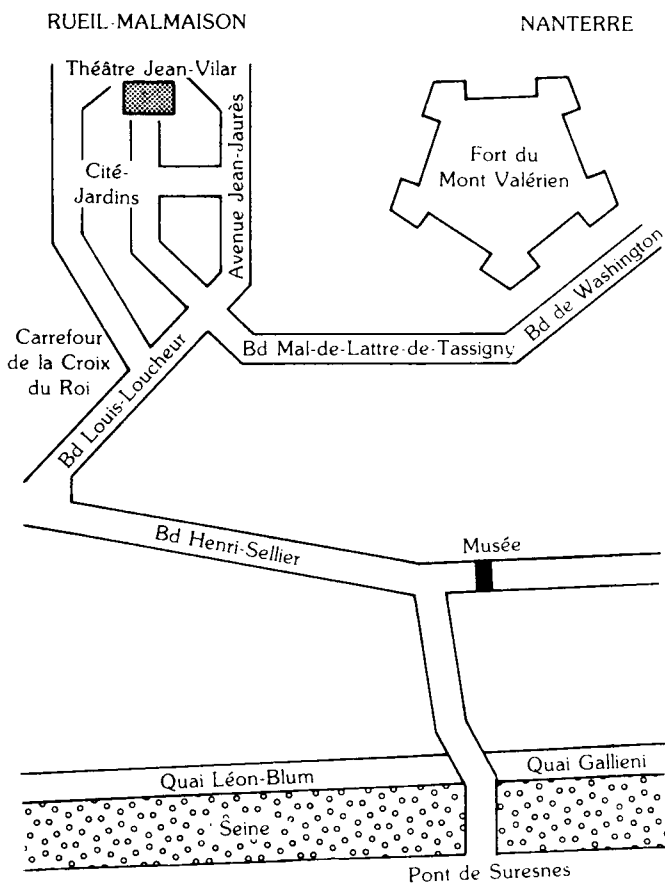 RUEIL-MALMAISON
NANTERRE
Théâtre Jean-Vilar
Cité-
Jardins
Avenue Jean-Jaurès
Fort du
Mont Valérien
Bd de Washington
Bd Mal-de-Lattre-de-Tassigny
Carrefour
de la Croix
du Roi
Bd Louis-Loucheur
Bd Henri-Sellier
Musée
Quai Léon-Blum
Quai Gallieni
Seine
Pont de Suresnes